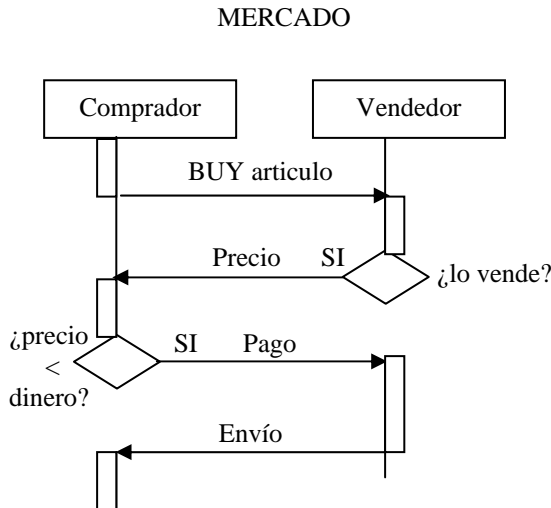 MERCADO
Comprador
Vendedor
BUY articulo
Precio
SI
¿lo vende?
¿precio
<
dinero?
SI
Pago
Envío